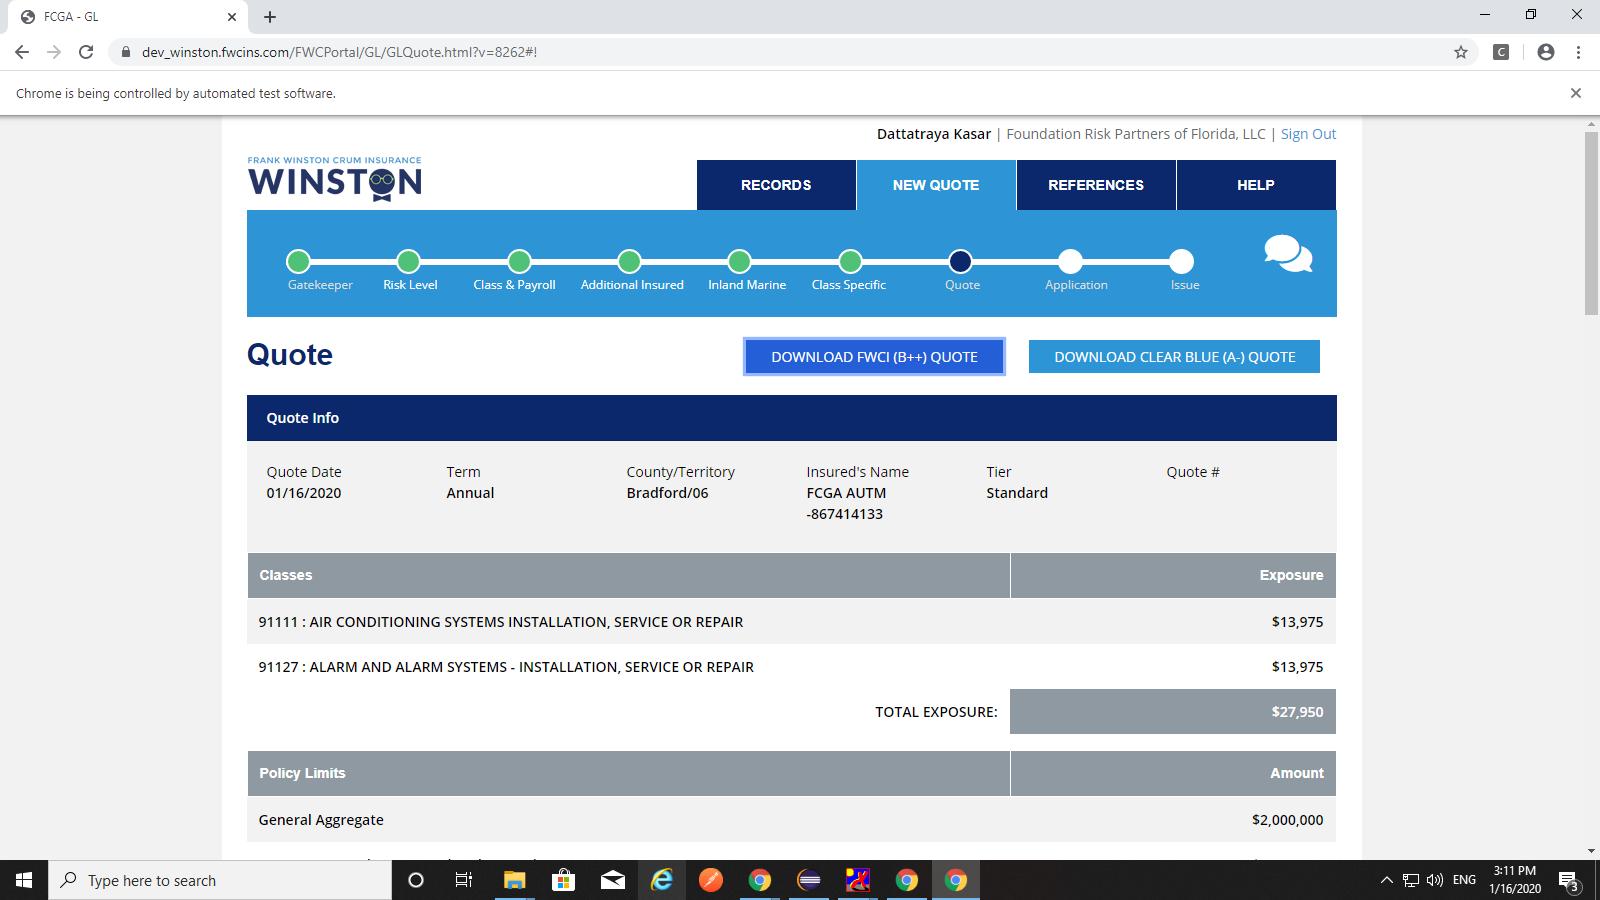 FCGA - GL
dev_winston.fwcins.com/FWCPortal/GL/GLQuote.html?v=8262#!
C
Chrome is being controlled by automated test software.
Dattatraya Kasar | Foundation Risk Partners of Florida, LLC | Sign Out
FRANK WINSTON CRUM INSURANCE
WINSTON
RECORDS NEW QUOTE REFERENCES HELP
Gatekeeper Risk Level Class & Payroll Additional Insured Inland Marine Class Specific Quote Application Issue
Quote
DOWNLOAD FWCI (B++) QUOTE DOWNLOAD CLEAR BLUE (A-) QUOTE
Quote Info
Quote Date Term County/Territory Insured's Name Tier Quote #
01/16/2020 Annual Bradford/06 FCGA AUTM Standard
-867414133
Classes Exposure
91111 : AIR CONDITIONING SYSTEMS INSTALLATION, SERVICE OR REPAIR $13,975
91127 : ALARM AND ALARM SYSTEMS - INSTALLATION, SERVICE OR REPAIR $13,975
TOTAL EXPOSURE: $27,950
Policy Limits Amount
General Aggregate $2,000,000
Type here to search
ENG
3:11 PM
1/16/2020
3